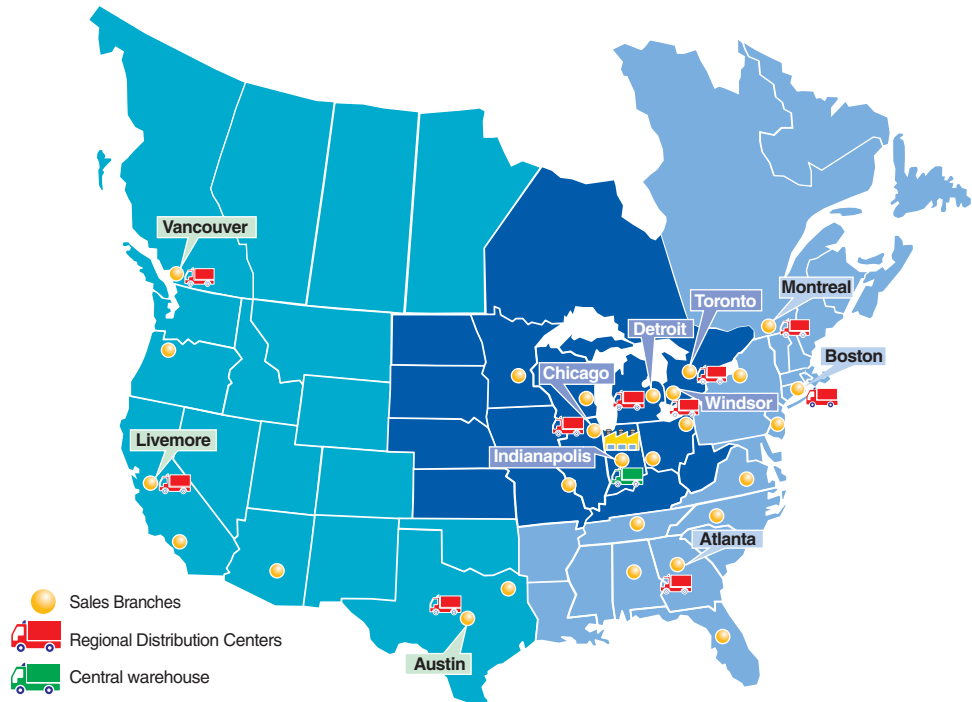 Vancouver
Montreal
Toronto
Detroit
Boston
Chicago
Windsor
Livemore
Indianapolis
Atlanta
Austin
Sales Branches
Regional Distribution Centers
Central warehouse